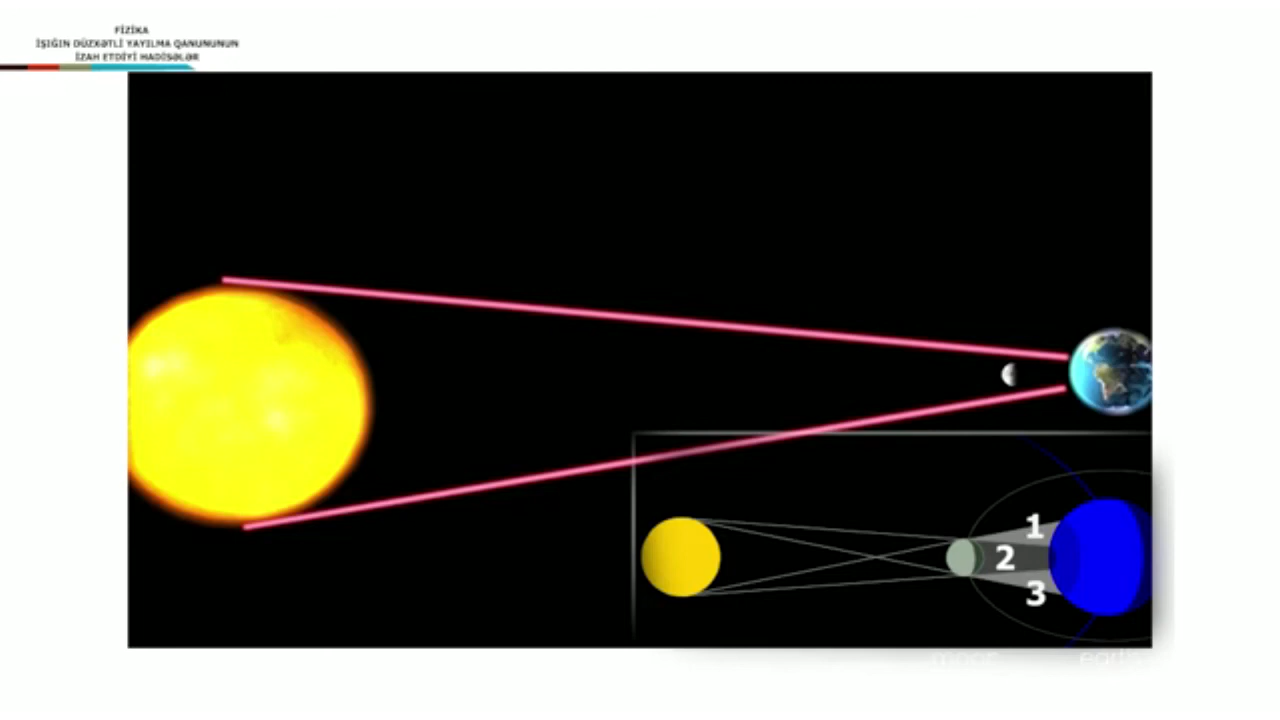 FİZİKA
İŞIĞIN DÜZXƏTLİ YAYILMA QANUNUNUN
İZAH ETDİYİ HADİSƏLƏR
1
2
3